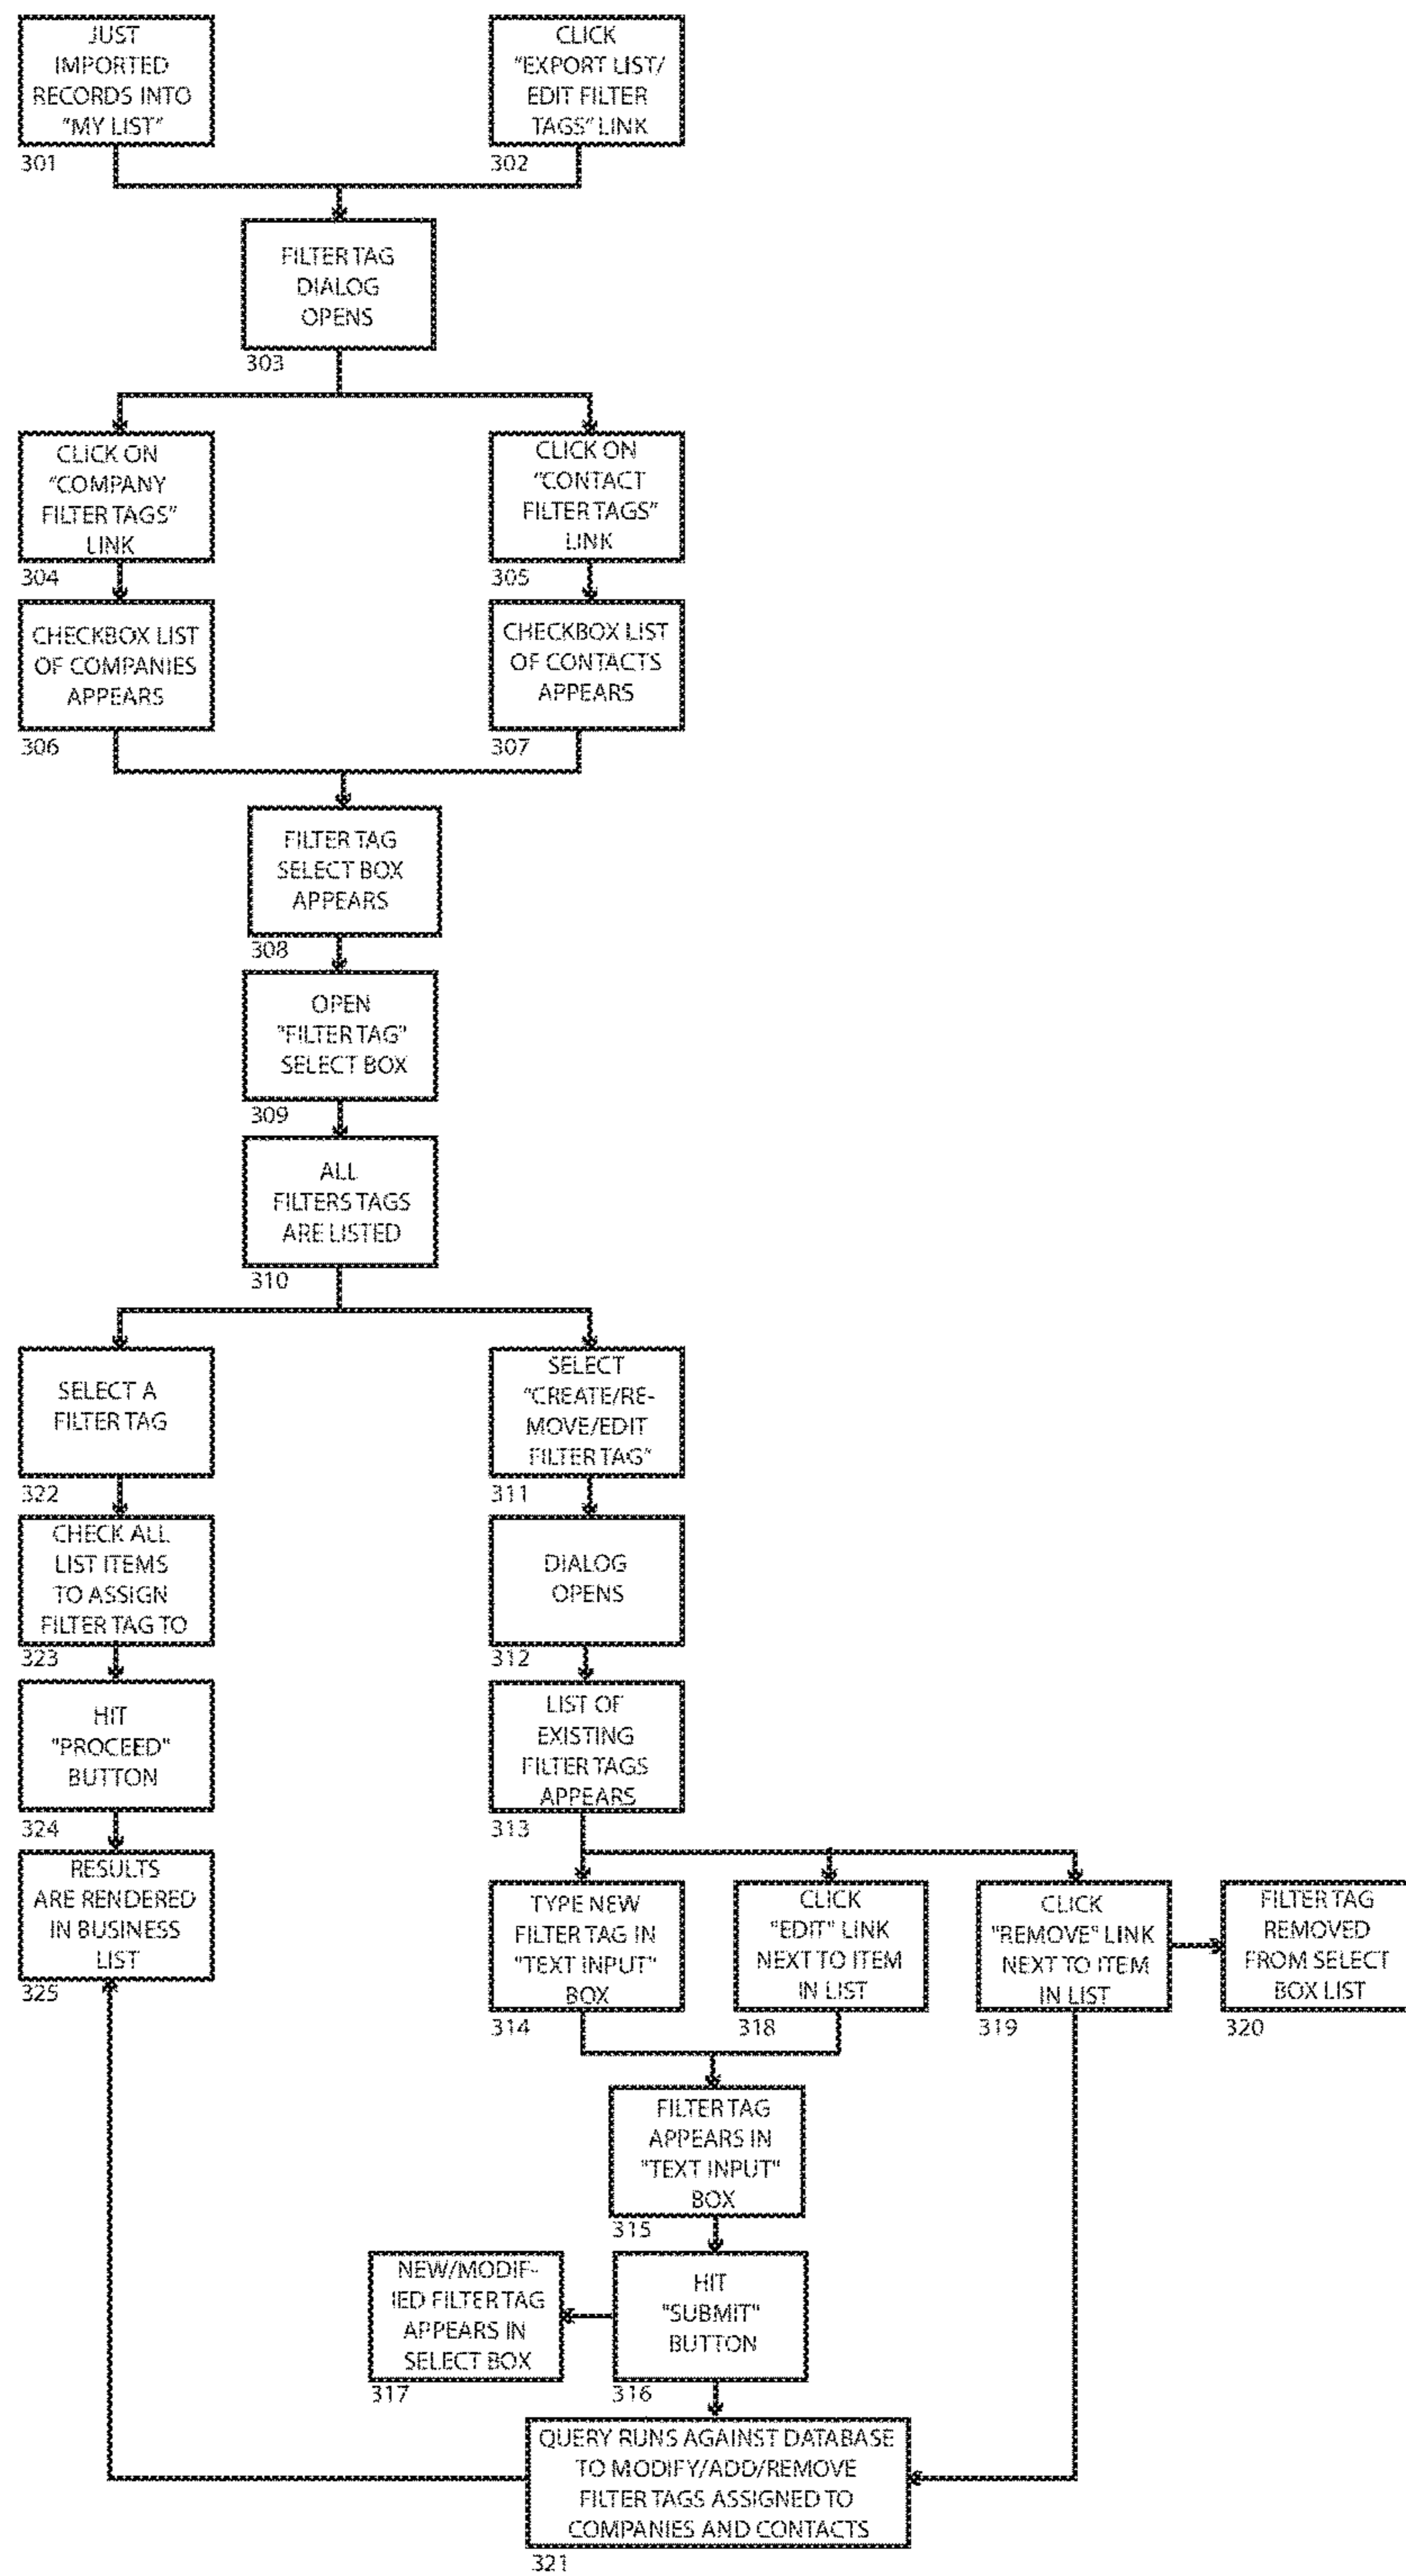 JUST
IMPORTED
RECORDS INTO
"MY LIST"
301
CLICK
"EXPORT LIST/
EDIT FILTER
TAGS" LINK
302
FILTER TAG
DIALOG
OPENS
303
CLICK ON
"COMPANY
FILTER TAGS"
LINK
304
CLICK ON
"CONTACT
FILTER TAGS"
LINK
305
CHECKBOX LIST
OF COMPANIES
APPEARS
306
CHECKBOX LIST
OF CONTACTS
APPEARS
307
FILTER TAG
SELECT BOX
APPEARS
308
OPEN
"FILTER TAG"
SELECT BOX
309
ALL
FILTERS TAGS
ARE LISTED
310
SELECT A
FILTER TAG
322
SELECT
"CREATE/RE-
MOVE/EDIT
FILTER TAG"
311
CHECK ALL
LIST ITEMS
TO ASSIGN
FILTER TAG TO
323
DIALOG
OPENS
312
HIT
"PROCEED"
BUTTON
324
LIST OF
EXISTING
FILTER TAGS
APPEARS
313
RESULTS
ARE RENDERED
IN BUSINESS
LIST
325
TYPE NEW
FILTER TAG IN
"TEXT INPUT"
BOX
314
CLICK
"EDIT" LINK
NEXT TO ITEM
IN LIST
318
CLICK
"REMOVE" LINK
NEXT TO ITEM
IN LIST
319
FILTER TAG
REMOVED
FROM SELECT
BOX LIST
320
FILTER TAG
APPEARS IN
"TEXT INPUT"
BOX
315
NEW/MODIF-
IED FILTER TAG
APPEARS IN
SELECT BOX
317
HIT
"SUBMIT"
BUTTON
316
QUERY RUNS AGAINST DATABASE
TO MODIFY/ADD/REMOVE
FILTER TAGS ASSIGNED TO
COMPANIES AND CONTACTS
321